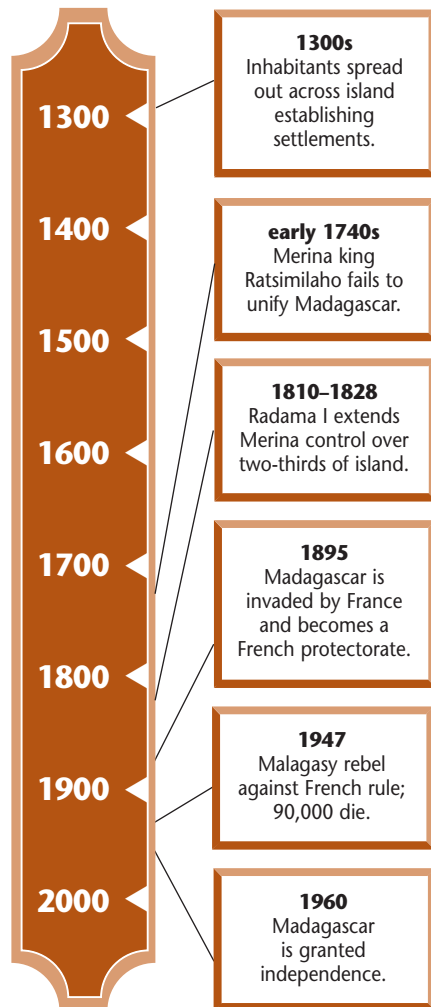 1300
1400
1500
1600
1700
1800
1900
2000
1300s
Inhabitants spread
out across island
establishing
settlements.
early 1740s
Merina king
Ratsimilaho fails to
unify Madagascar.
1810–1828
Radama I extends
Merina control over
two-thirds of island.
1895
Madagascar is
invaded by France
and becomes a
French protectorate.
1947
Malagasy rebel
against French rule;
90,000 die.
1960
Madagascar
is granted
independence.